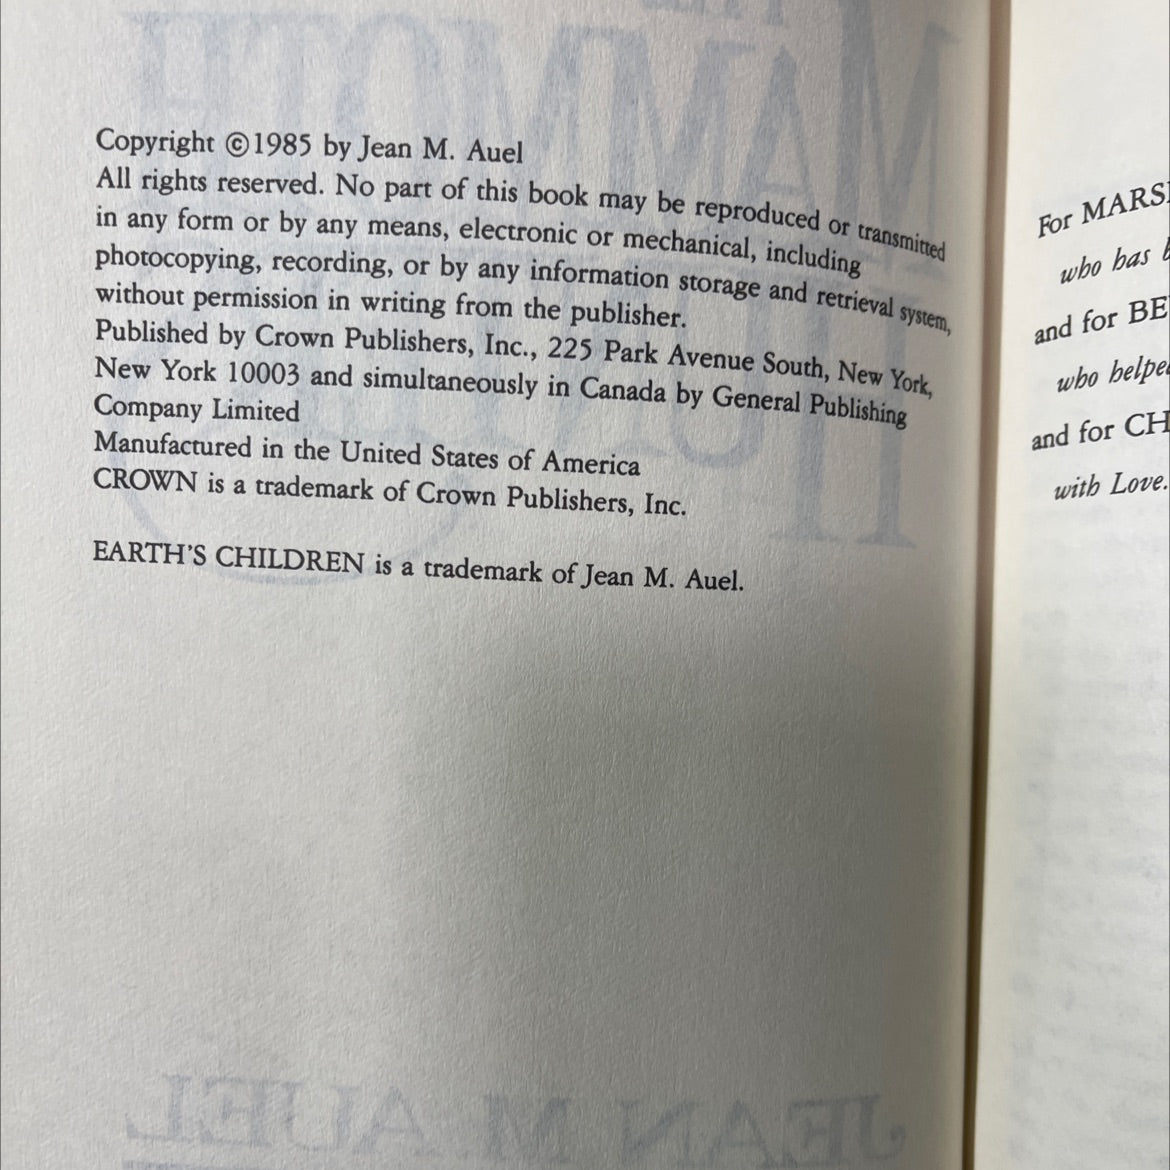 Copyright ©1985 by Jean M. Auel
All rights reserved. No part of this book may be reproduced or transmitted
in any form or by any means, electronic or mechanical, including
photocopying, recording, or by any information storage and retrieval system,
without permission in writing from the publisher.
Published by Crown Publishers, Inc., 225 Park Avenue South, New York,
New York 10003 and simultaneously in Canada by General Publishing
Company Limited
Manufactured in the United States of America
CROWN is a trademark of Crown Publishers, Inc.
EARTH'S CHILDREN is a trademark of Jean M. Auel.
THE
MAMMOTH
HUNTERS
JEAN M. AUEL
For
who has
and for
who
and for
with Love.